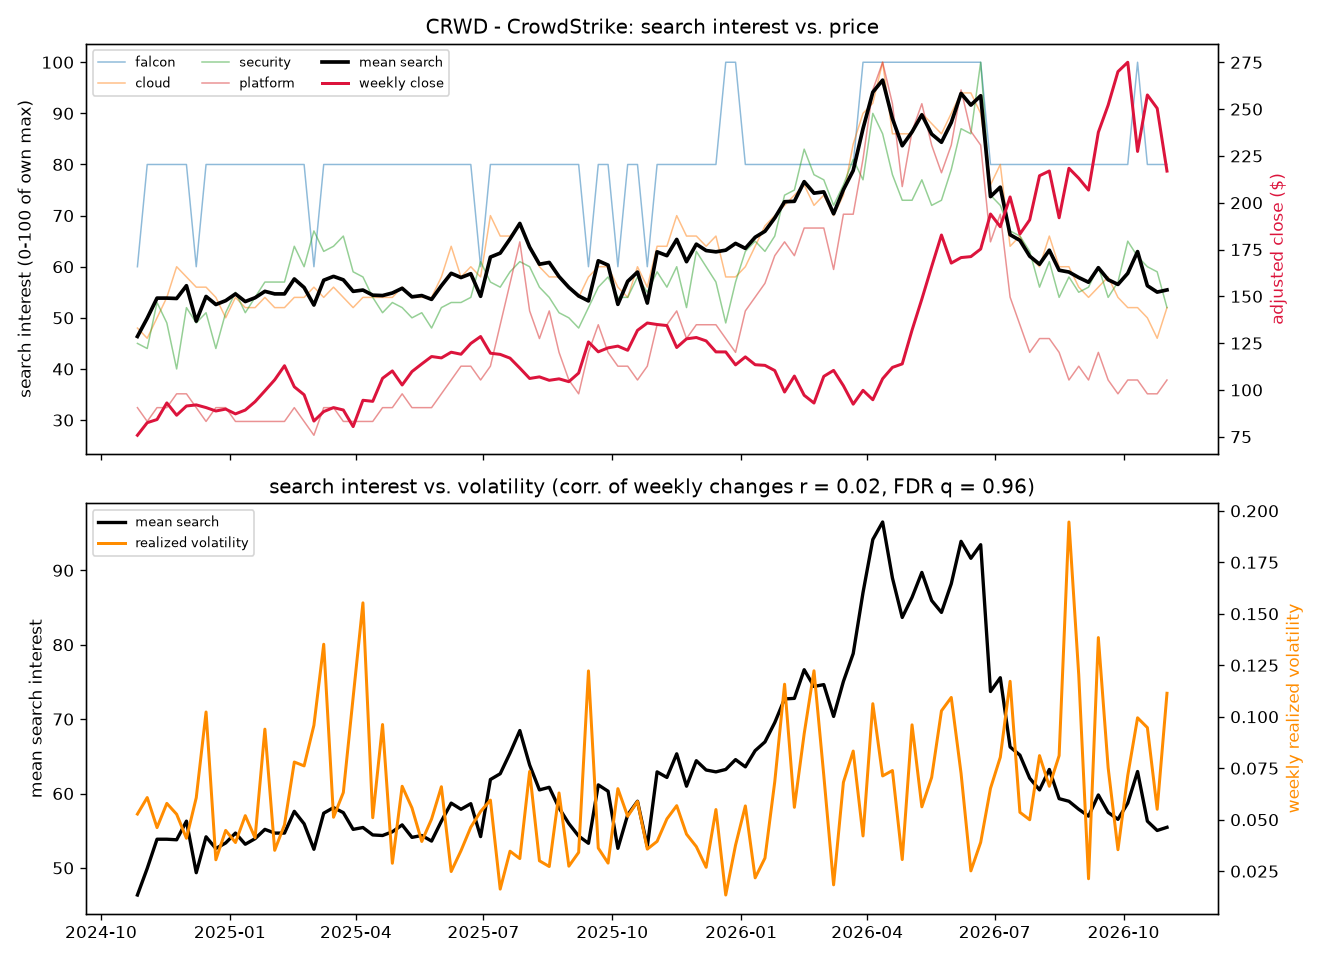 CRWD - CrowdStrike: search interest vs. price
falcon
cloud
security
platform
mean search
weekly close
search interest (0-100 of own max)
100
90
80
70
60
50
40
30
275
250
225
200
175
150
125
100
75
adjusted close ($)
search interest vs. volatility (corr. of weekly changes r = 0.02, FDR q = 0.96)
mean search
realized volatility
mean search interest
90
80
70
60
50
0.200
0.175
0.150
0.125
0.100
0.075
0.050
0.025
weekly realized volatility
2024-10
2025-01
2025-04
2025-07
2025-10
2026-01
2026-04
2026-07
2026-10